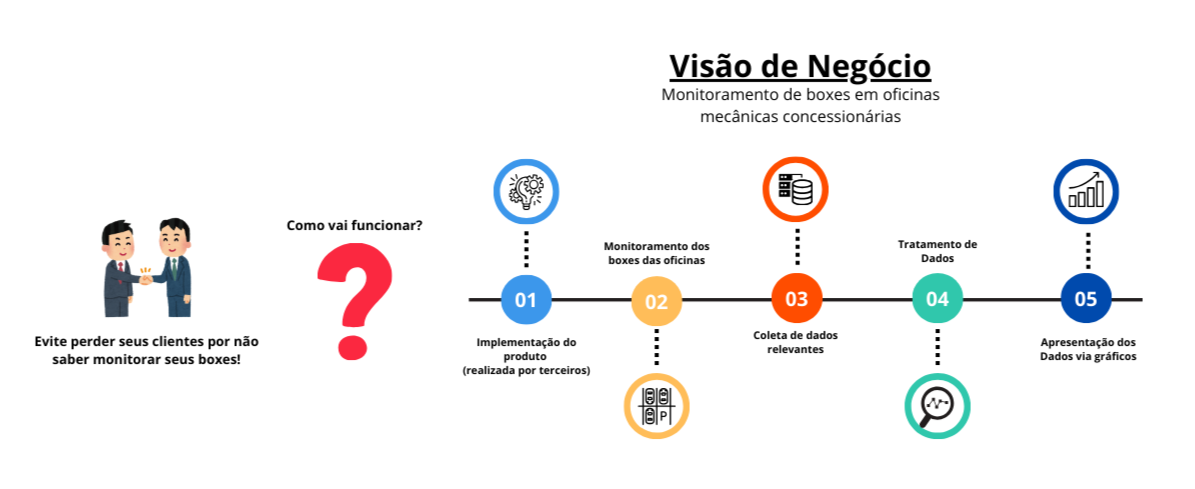 Visão de Negócio
Monitoramento de boxes em oficinas
mecânicas concessionárias
Evite perder seus clientes por não
saber monitorar seus boxes!
Como vai funcionar?
01
Implementação do
produto
(realizada por terceiros)
Monitoramento dos
boxes das oficinas
02
P
03
Coleta de dados
relevantes
Tratamento de
Dados
04
05
Apresentação dos
Dados via gráficos